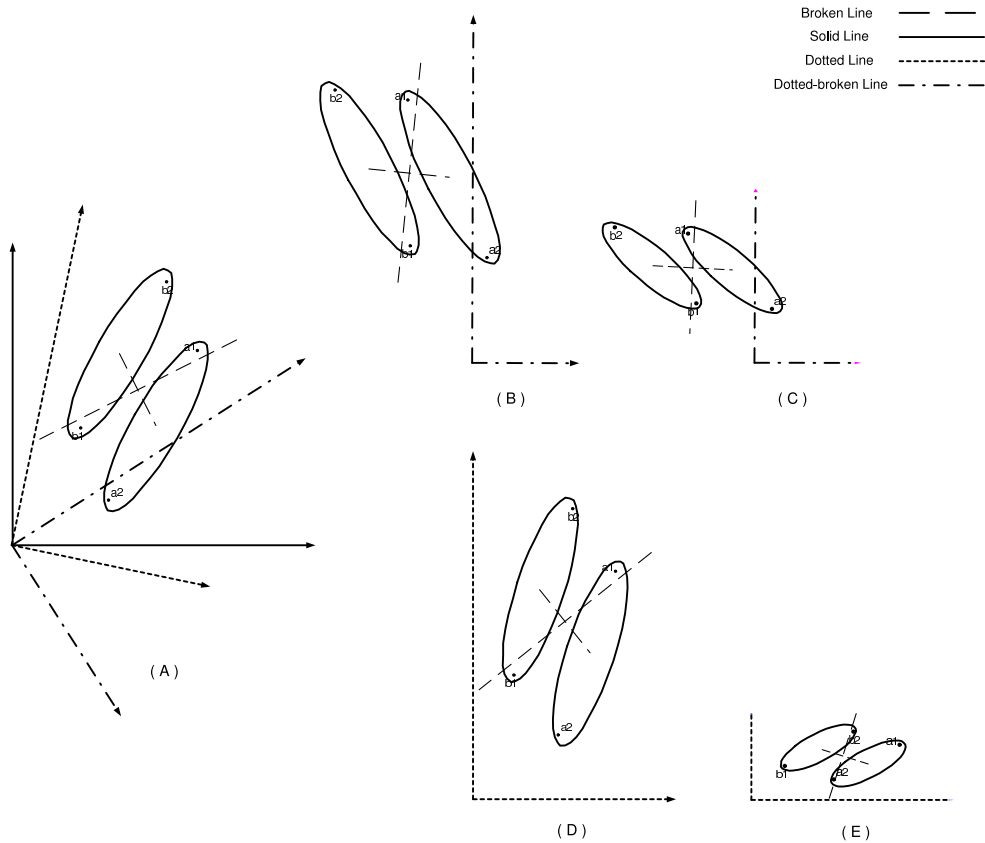 Broken Line
Solid Line
Dotted Line
Dotted-broken Line
b2
a1
b1
a2
( B )
b2
a1
b1
a2
( C )
b2
a1
b1
a2
( A )
b2
a1
b1
a2
( D )
b2
a1
b1
a2
( E )